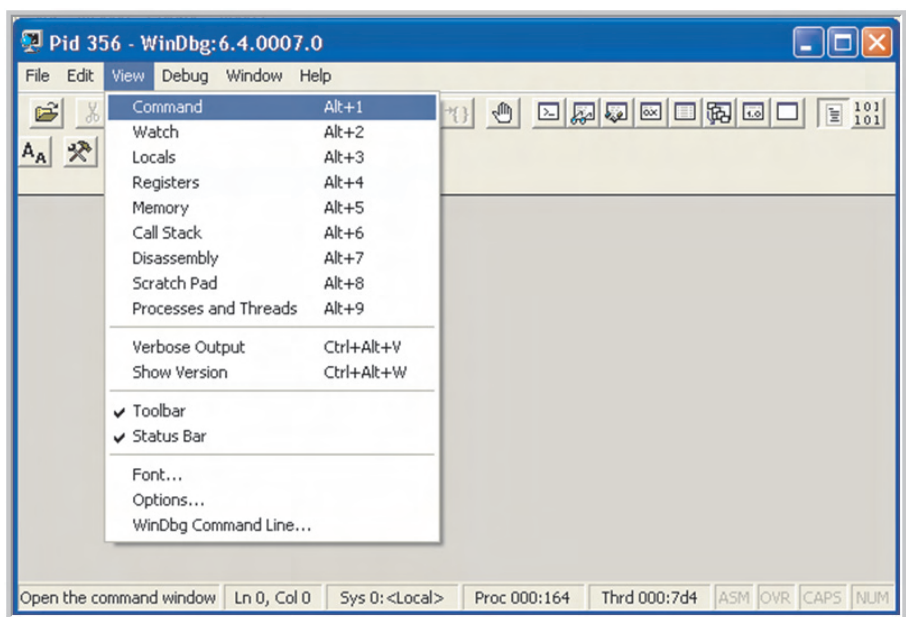 Pid 356 - WinDbg:6.4.0007.0
File Edit View Debug Window Help
Command Alt+1
Watch Alt+2
Locals Alt+3
Registers Alt+4
Memory Alt+5
Call Stack Alt+6
Disassembly Alt+7
Scratch Pad Alt+8
Processes and Threads Alt+9
Verbose Output Ctrl+Alt+V
Show Version Ctrl+Alt+W
Toolbar
Status Bar
Font...
Options...
WinDbg Command Line...
Open the command window Ln 0, Col 0 Sys 0:<Local> Proc 000:164 Thrd 000:7d4 ASM OVR CAPS NUM